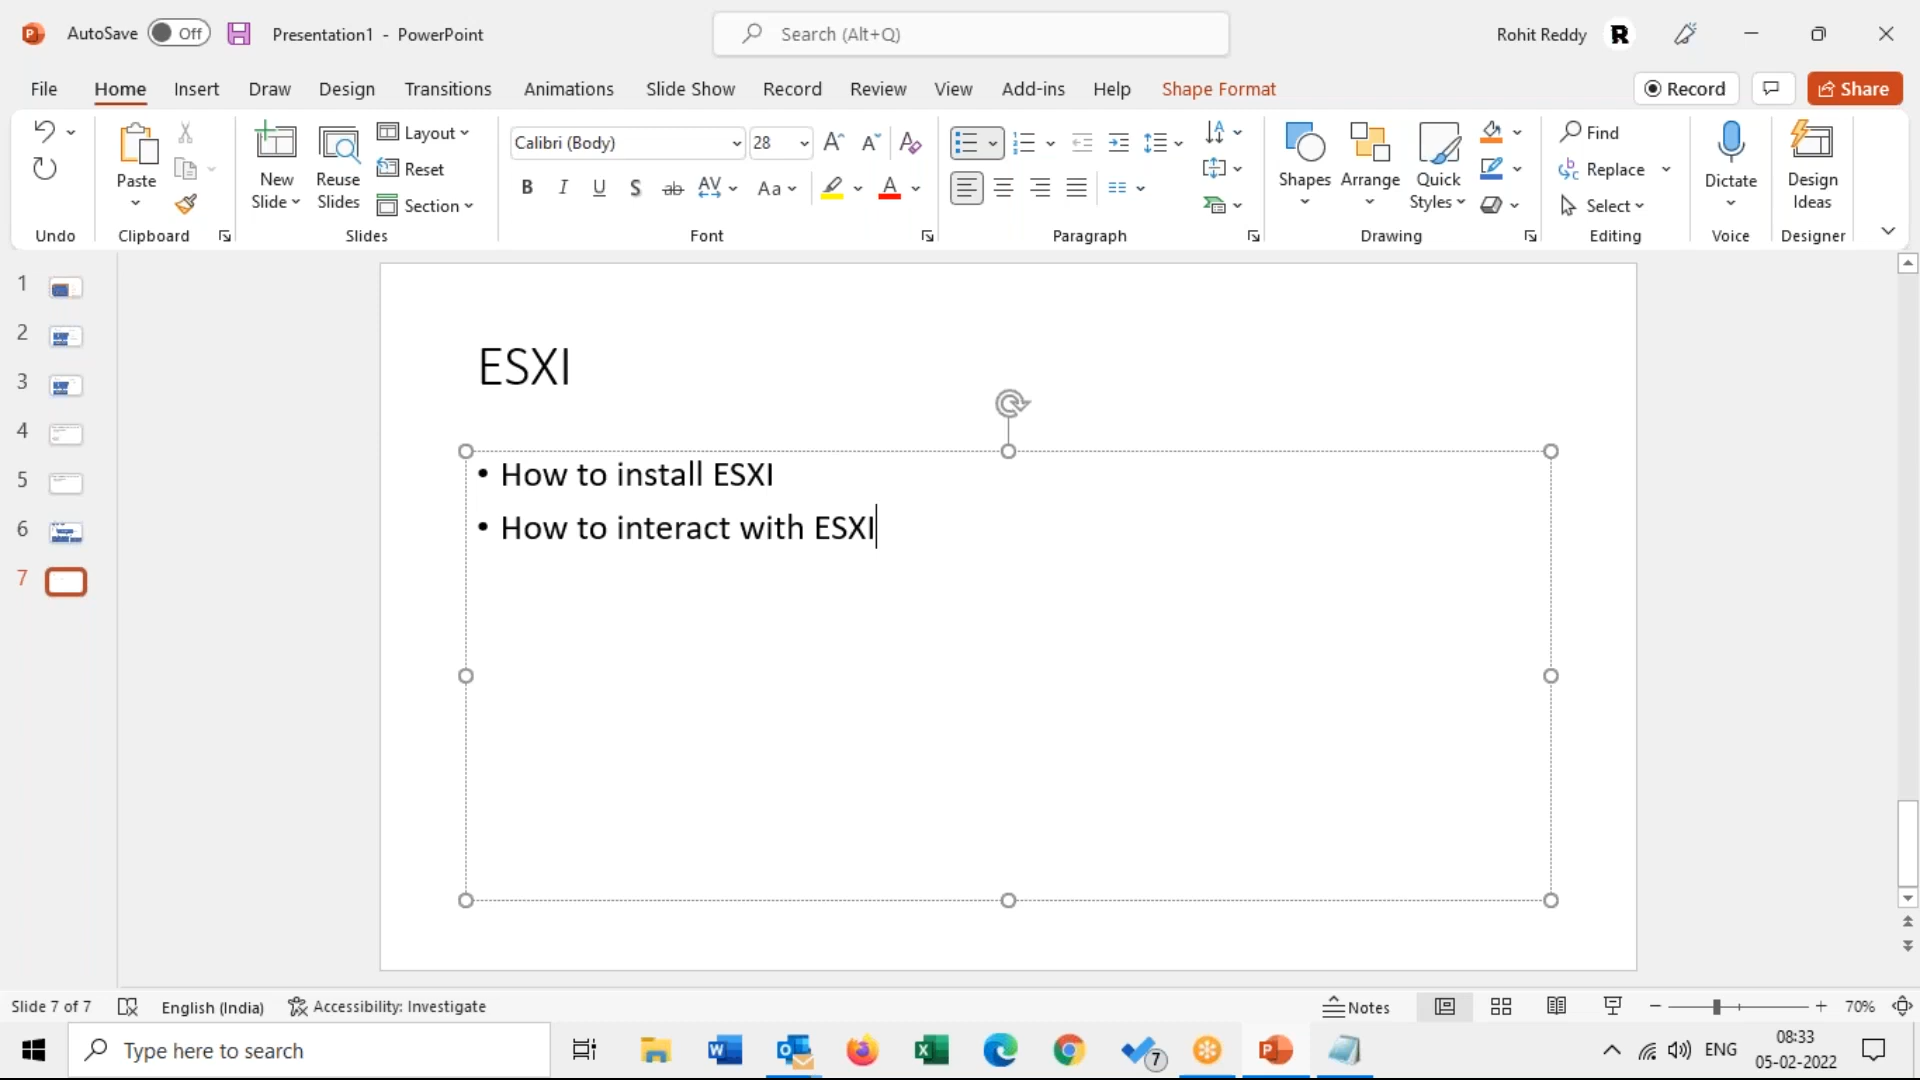 AutoSave Off Presentation1 - PowerPoint Search (Alt+Q) Rohit Reddy R
File Home Insert Draw Design Transitions Animations Slide Show Record Review View Add-ins Help Shape Format Record Share
Paste New Slide Reuse Slides Layout Reset Section
Calibri (Body) 28
B I U S ab AV Aa A
Shapes Arrange Quick Styles
Find
Replace
Select
Dictate Design Ideas
Undo Clipboard Slides Font Paragraph Drawing Editing Voice Designer
1
2
3
4
5
6
7
ESXI
• How to install ESXI
• How to interact with ESXI
Slide 7 of 7 English (India) Accessibility: Investigate Notes 70%
Type here to search 7 ENG 08:33
05-02-2022